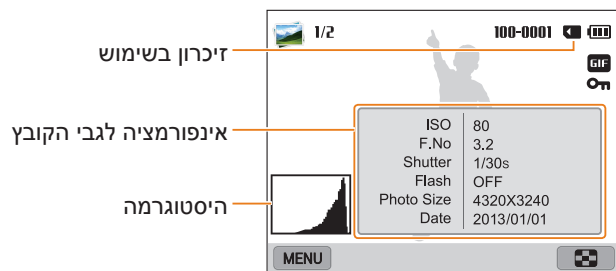 1/2
100-0001
GIF
זיכרון בשימוש
אינפורמציה לגבי הקובץ
ISO 80
F.No 3.2
Shutter 1/30s
Flash OFF
Photo Size 4320X3240
Date 2013/01/01
היסטוגרמה
MENU